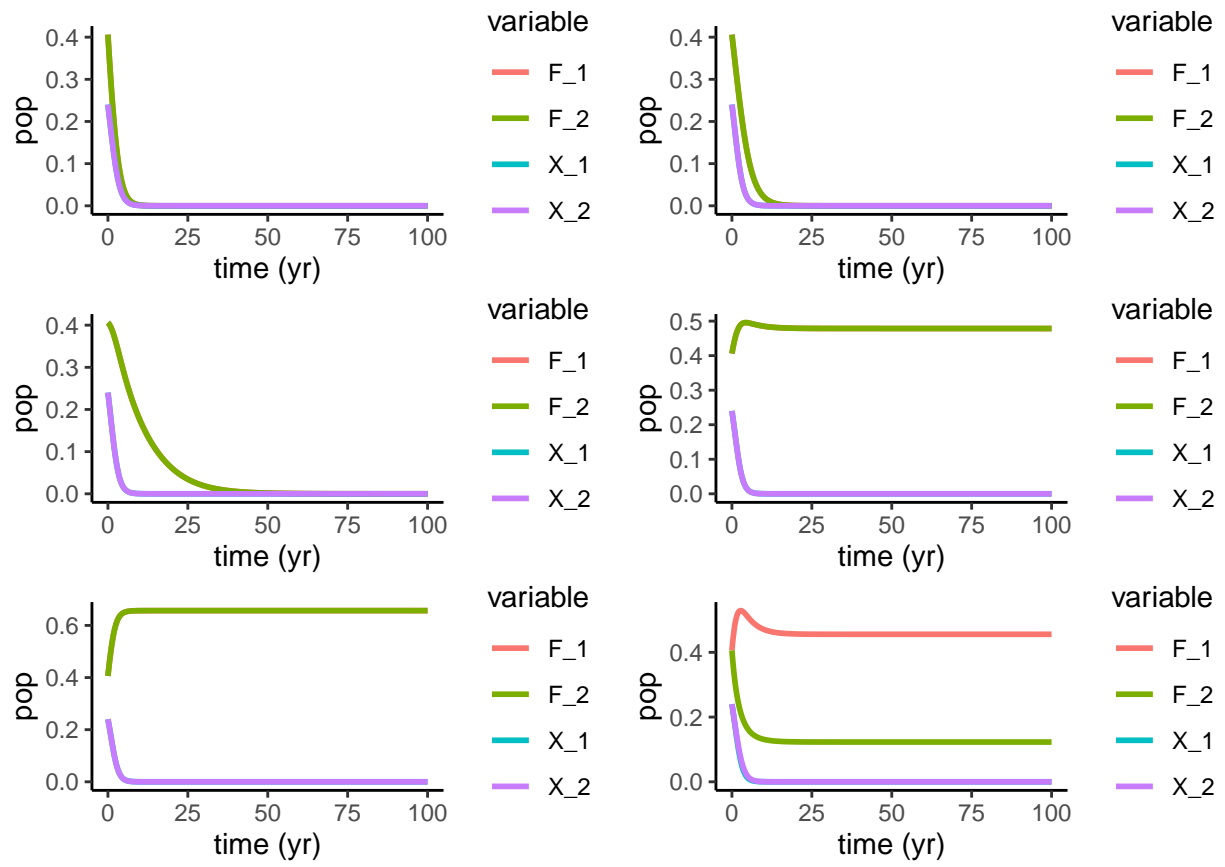 variable
0.4
0.3
0.2
0.1
0.0
pop
0 25 50 75 100
time (yr)
F_1
F_2
X_1
X_2
variable
0.4
0.3
0.2
0.1
0.0
pop
0 25 50 75 100
time (yr)
F_1
F_2
X_1
X_2
variable
0.4
0.3
0.2
0.1
0.0
pop
0 25 50 75 100
time (yr)
F_1
F_2
X_1
X_2
variable
0.5
0.4
0.3
0.2
0.1
0.0
pop
0 25 50 75 100
time (yr)
F_1
F_2
X_1
X_2
variable
0.6
0.4
0.2
0.0
pop
0 25 50 75 100
time (yr)
F_1
F_2
X_1
X_2
variable
0.4
0.2
0.0
pop
0 25 50 75 100
time (yr)
F_1
F_2
X_1
X_2